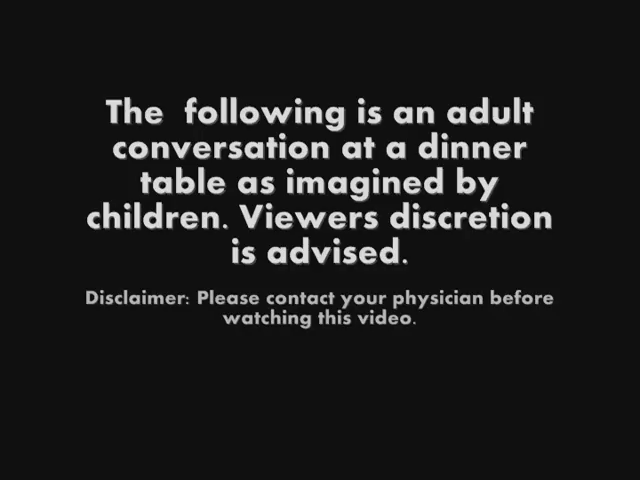 The following is an adult
conversation at a dinner
table as imagined by
children. Viewers discretion
is advised.
Disclaimer: Please contact your physician before
watching this video.